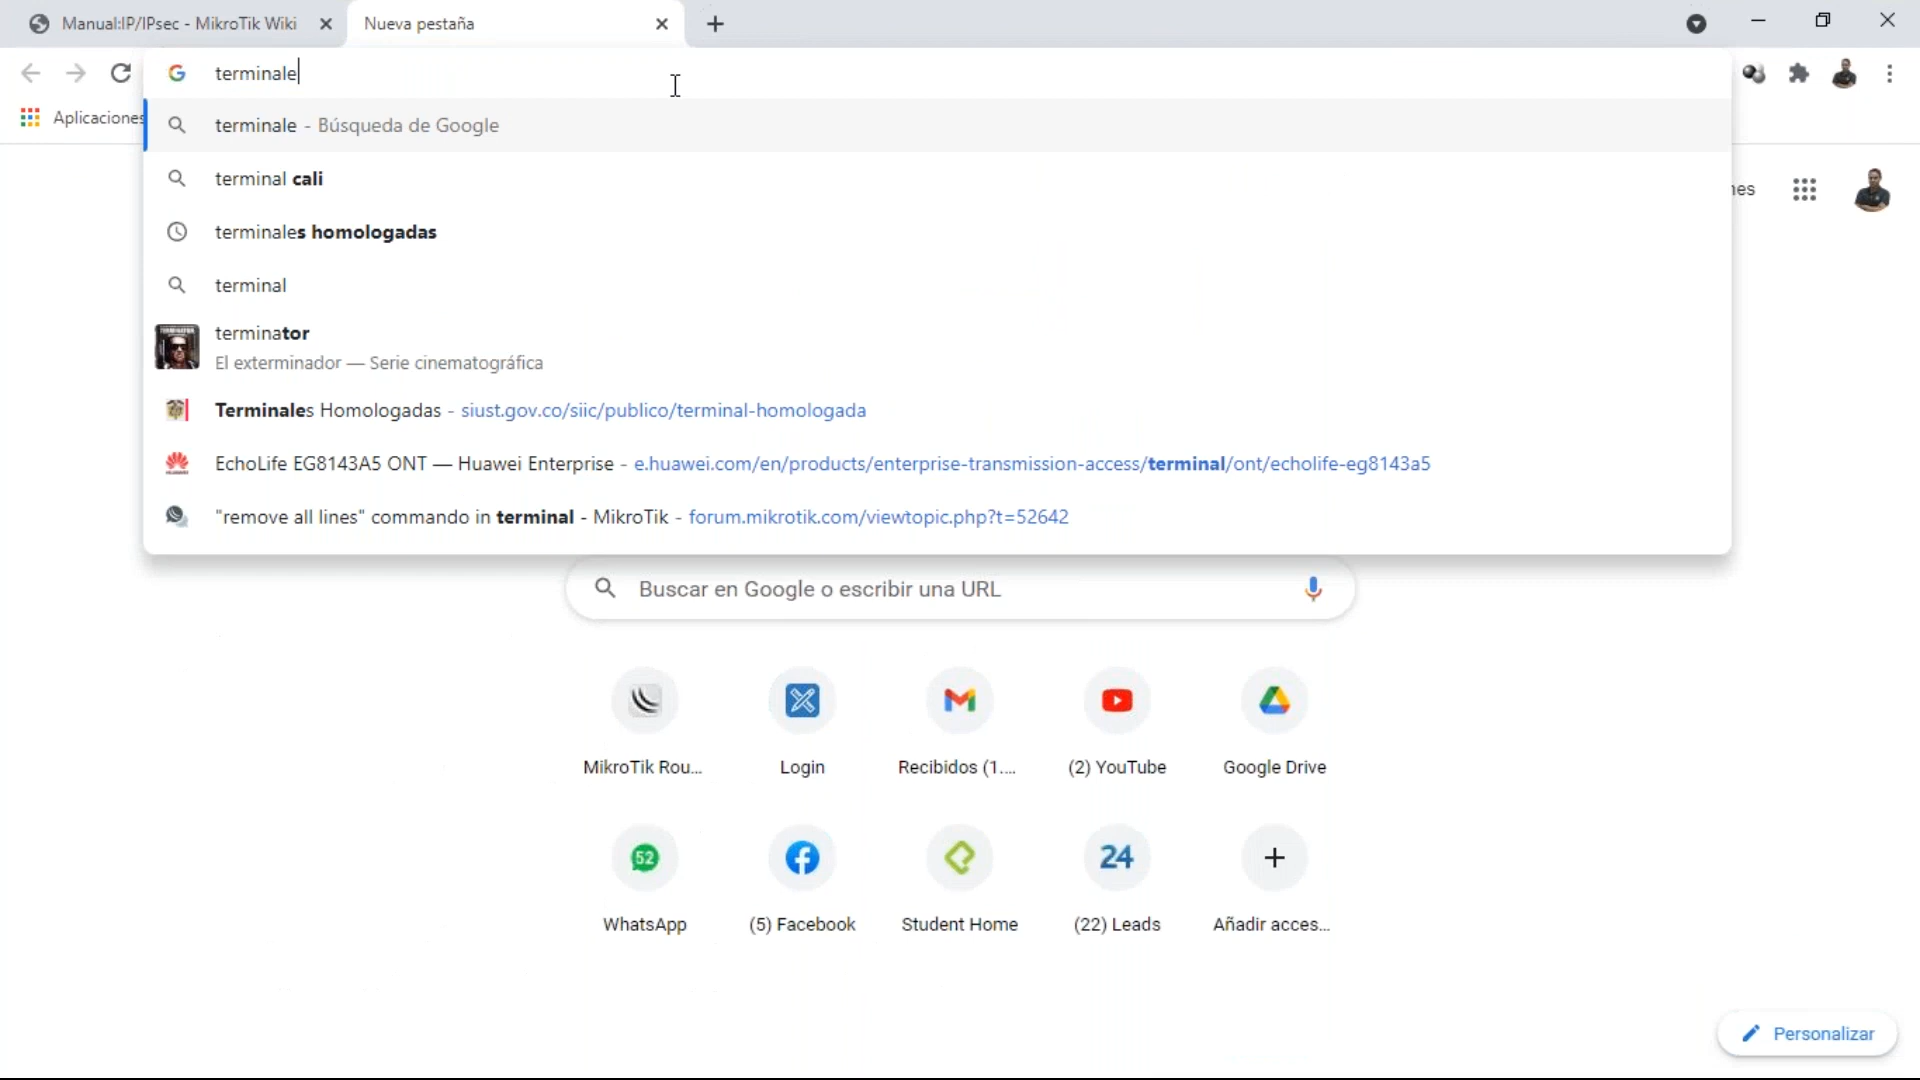 Manual:IP/IPsec - MikroTik Wiki
Nueva pestaña
terminale
Aplicaciones
terminale - Búsqueda de Google
terminal cali
nes
terminales homologadas
terminal
terminator
El exterminador — Serie cinematográfica
Terminales Homologadas - siust.gov.co/siic/publico/terminal-homologada
EchoLife EG8143A5 ONT — Huawei Enterprise - e.huawei.com/en/products/enterprise-transmission-access/terminal/ont/echolife-eg8143a5
"remove all lines" commando in terminal - MikroTik - forum.mikrotik.com/viewtopic.php?t=52642
Buscar en Google o escribir una URL
MikroTik Rou...
Login
Recibidos (1....
(2) YouTube
Google Drive
52
24
WhatsApp
(5) Facebook
Student Home
(22) Leads
Añadir acces...
Personalizar